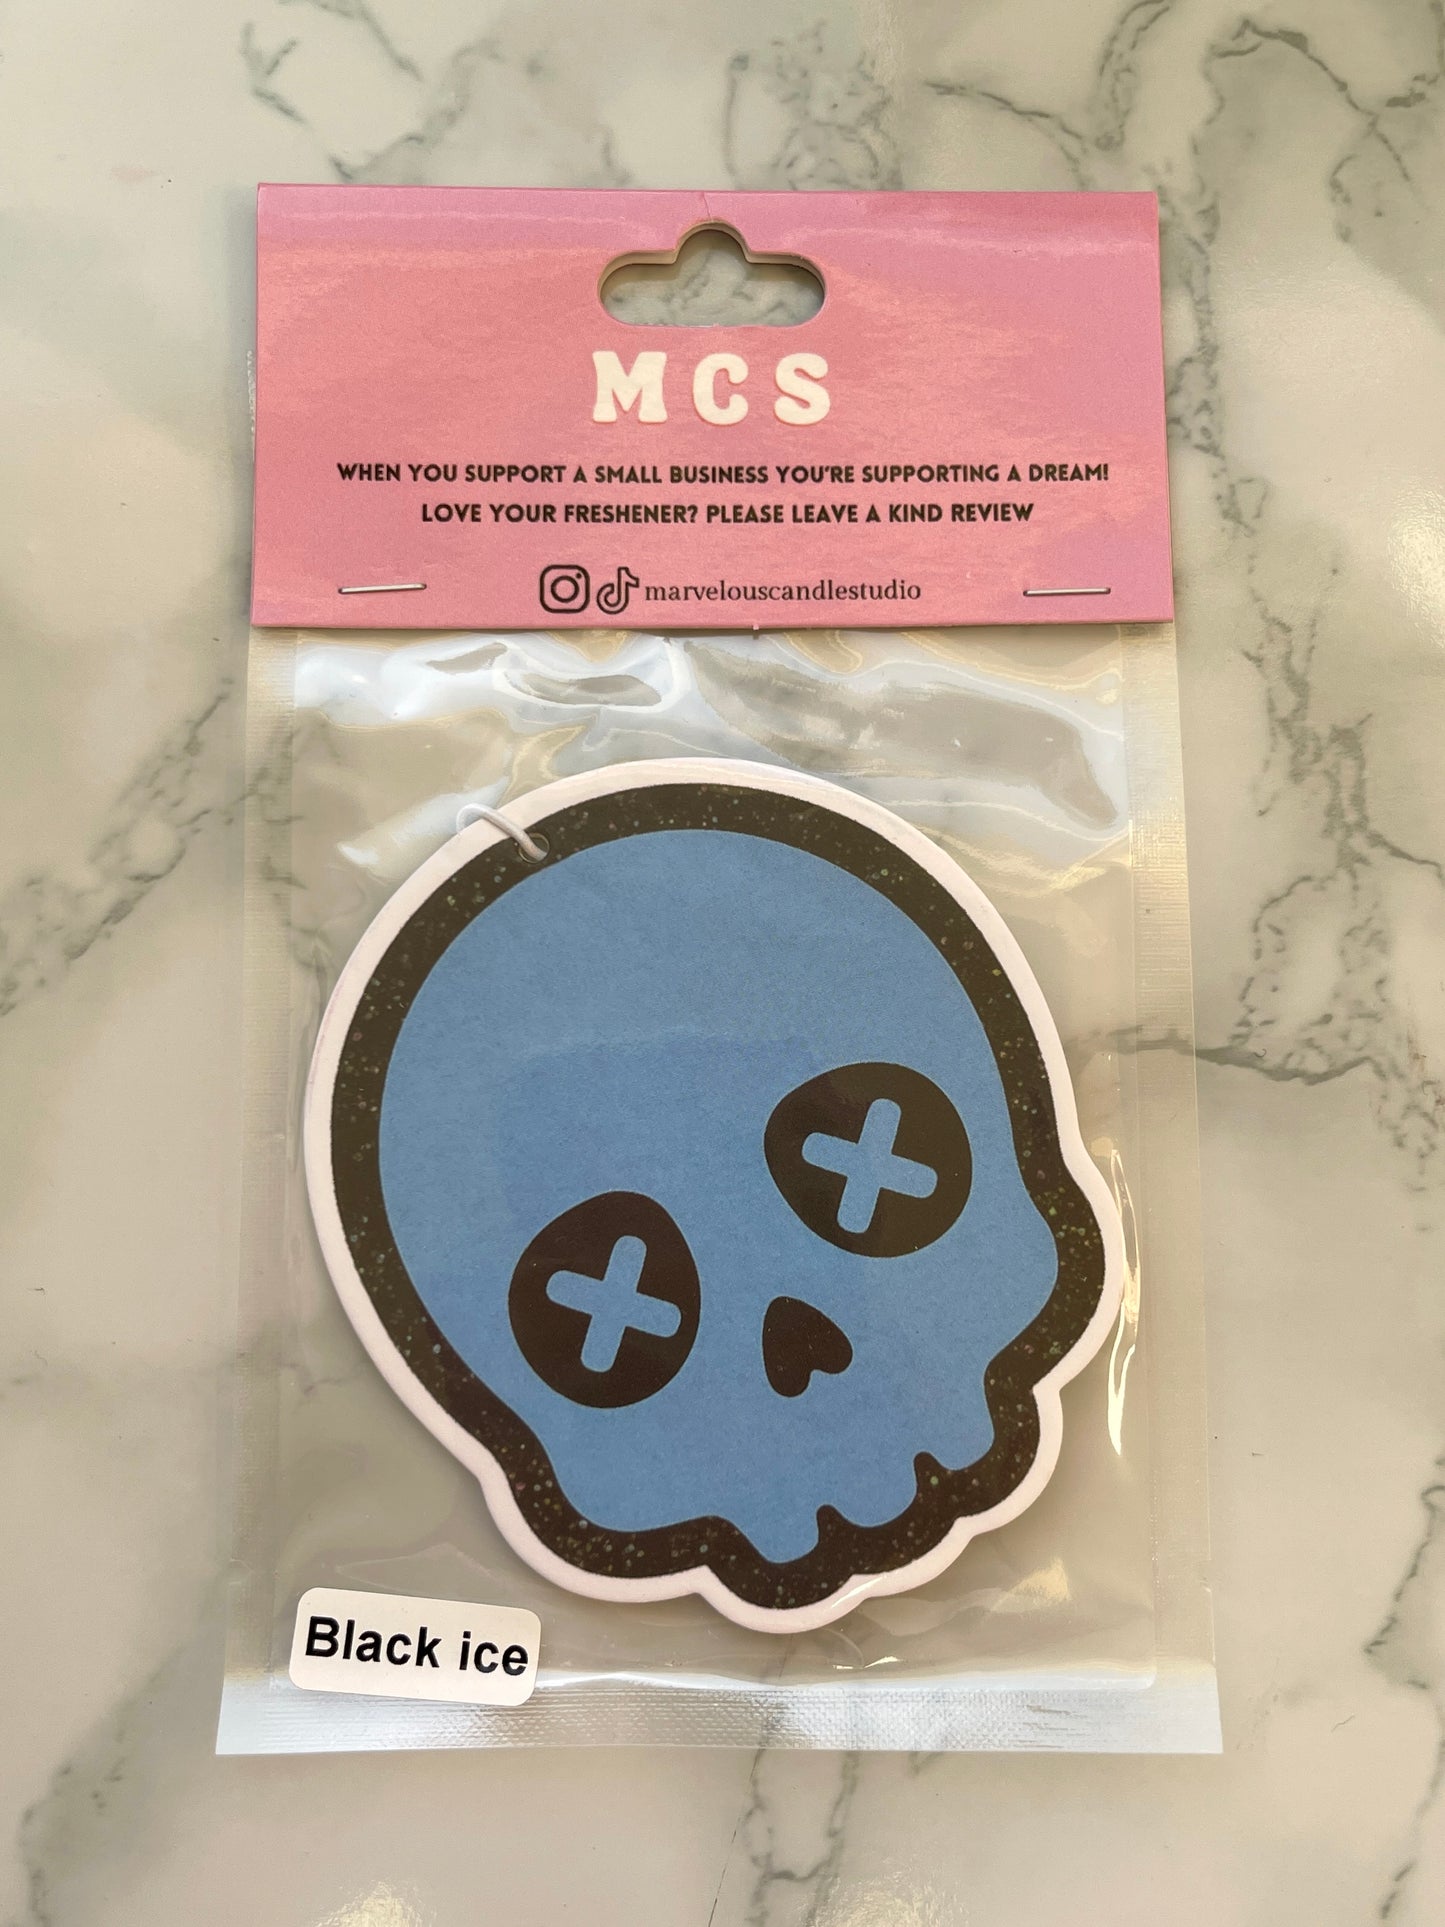 MCS
WHEN YOU SUPPORT A SMALL BUSINESS YOU'RE SUPPORTING A DREAM!
LOVE YOUR FRESHENER? PLEASE LEAVE A KIND REVIEW
marvelouscandlestudio
Black ice